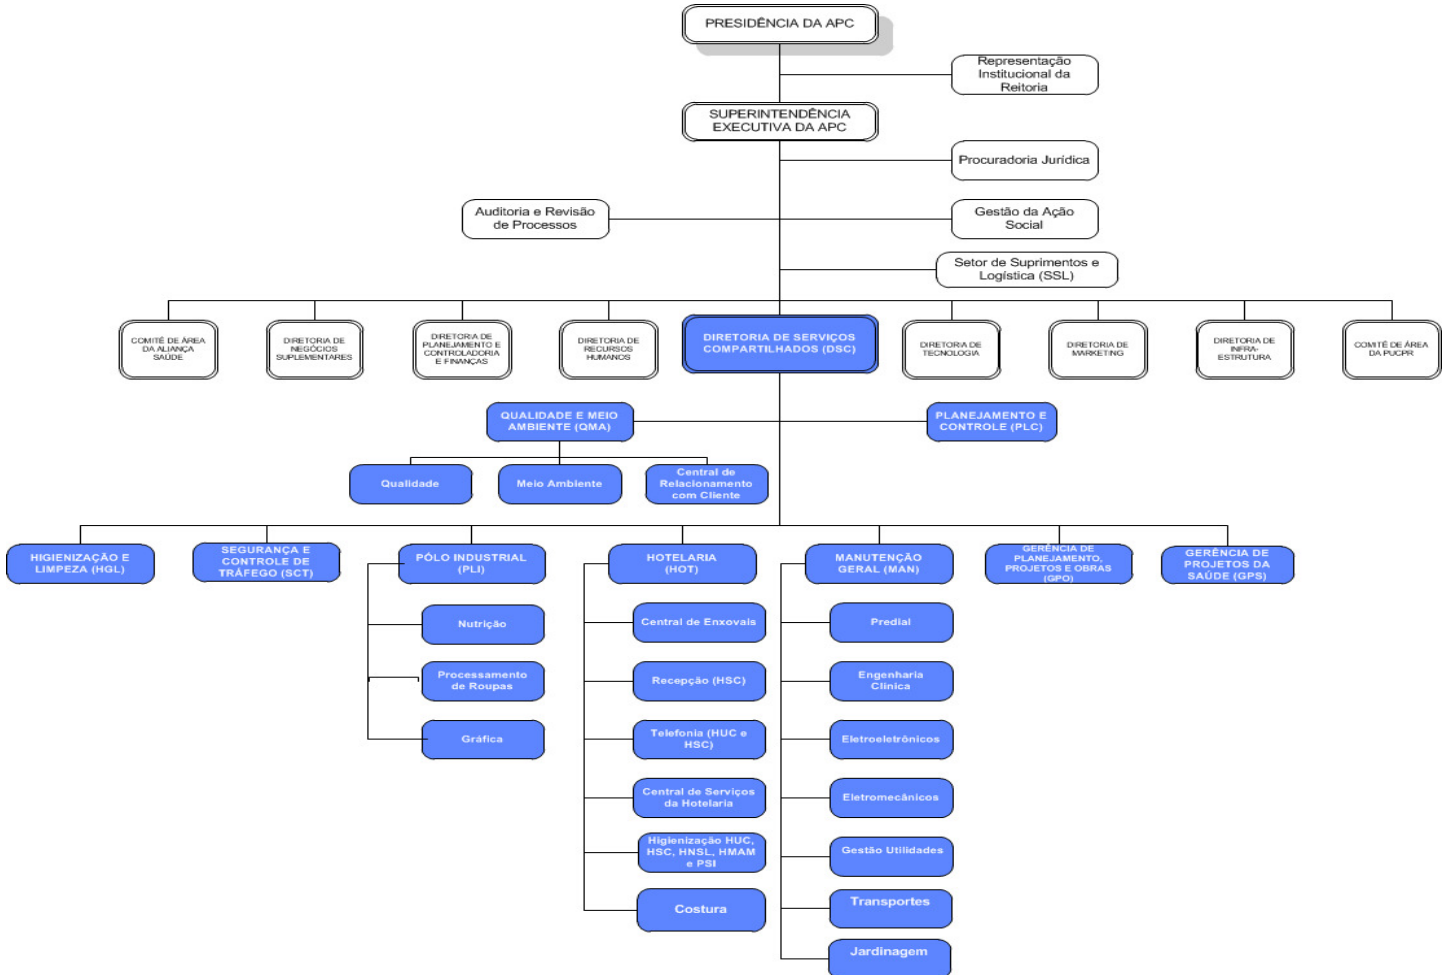 PRESIDÊNCIA DA APC
Representação
Institucional da
Reitoria
SUPERINTENDÊNCIA
EXECUTIVA DA APC
Procuradoria Jurídica
Auditoria e Revisão
de Processos
Gestão da Ação
Social
Setor de Suprimentos e
Logística (SSL)
COMITÊ DE ÁREA
DA ALIANÇA
SAÚDE
DIRETORIA DE
NEGÓCIOS
SUPLEMENTARES
DIRETORIA DE
PLANEJAMENTO E
CONTROLADORIA
E FINANÇAS
DIRETORIA DE
RECURSOS
HUMANOS
DIRETORIA DE SERVIÇOS
COMPARTILHADOS (DSC)
DIRETORIA DE
TECNOLOGIA
DIRETORIA DE
MARKETING
DIRETORIA DE
INFRA-
ESTRUTURA
COMITÊ DE ÁREA
DA PUCPR
QUALIDADE E MEIO
AMBIENTE (QMA)
PLANEJAMENTO E
CONTROLE (PLC)
Qualidade
Meio Ambiente
Central de
Relacionamento
com Cliente
HIGIENIZAÇÃO E
LIMPEZA (HGL)
SEGURANÇA E
CONTROLE DE
TRÁFEGO (SCT)
PÓLO INDUSTRIAL
(PLI)
HOTELARIA
(HOT)
MANUTENÇÃO
GERAL (MAN)
GERÊNCIA DE
PLANEJAMENTO,
PROJETOS E OBRAS
(GPO)
GERÊNCIA DE
PROJETOS DA
SAÚDE (GPS)
Nutrição
Processamento
de Roupas
Gráfica
Central de Enxovais
Recepção (HSC)
Telefonia (HUC e
HSC)
Central de Serviços
da Hotelaria
Higienização HUC,
HSC, HNSL, HMAM
e PSI
Costura
Predial
Engenharia
Clínica
Eletroeletrônicos
Eletromecânicos
Gestão Utilidades
Transportes
Jardinagem